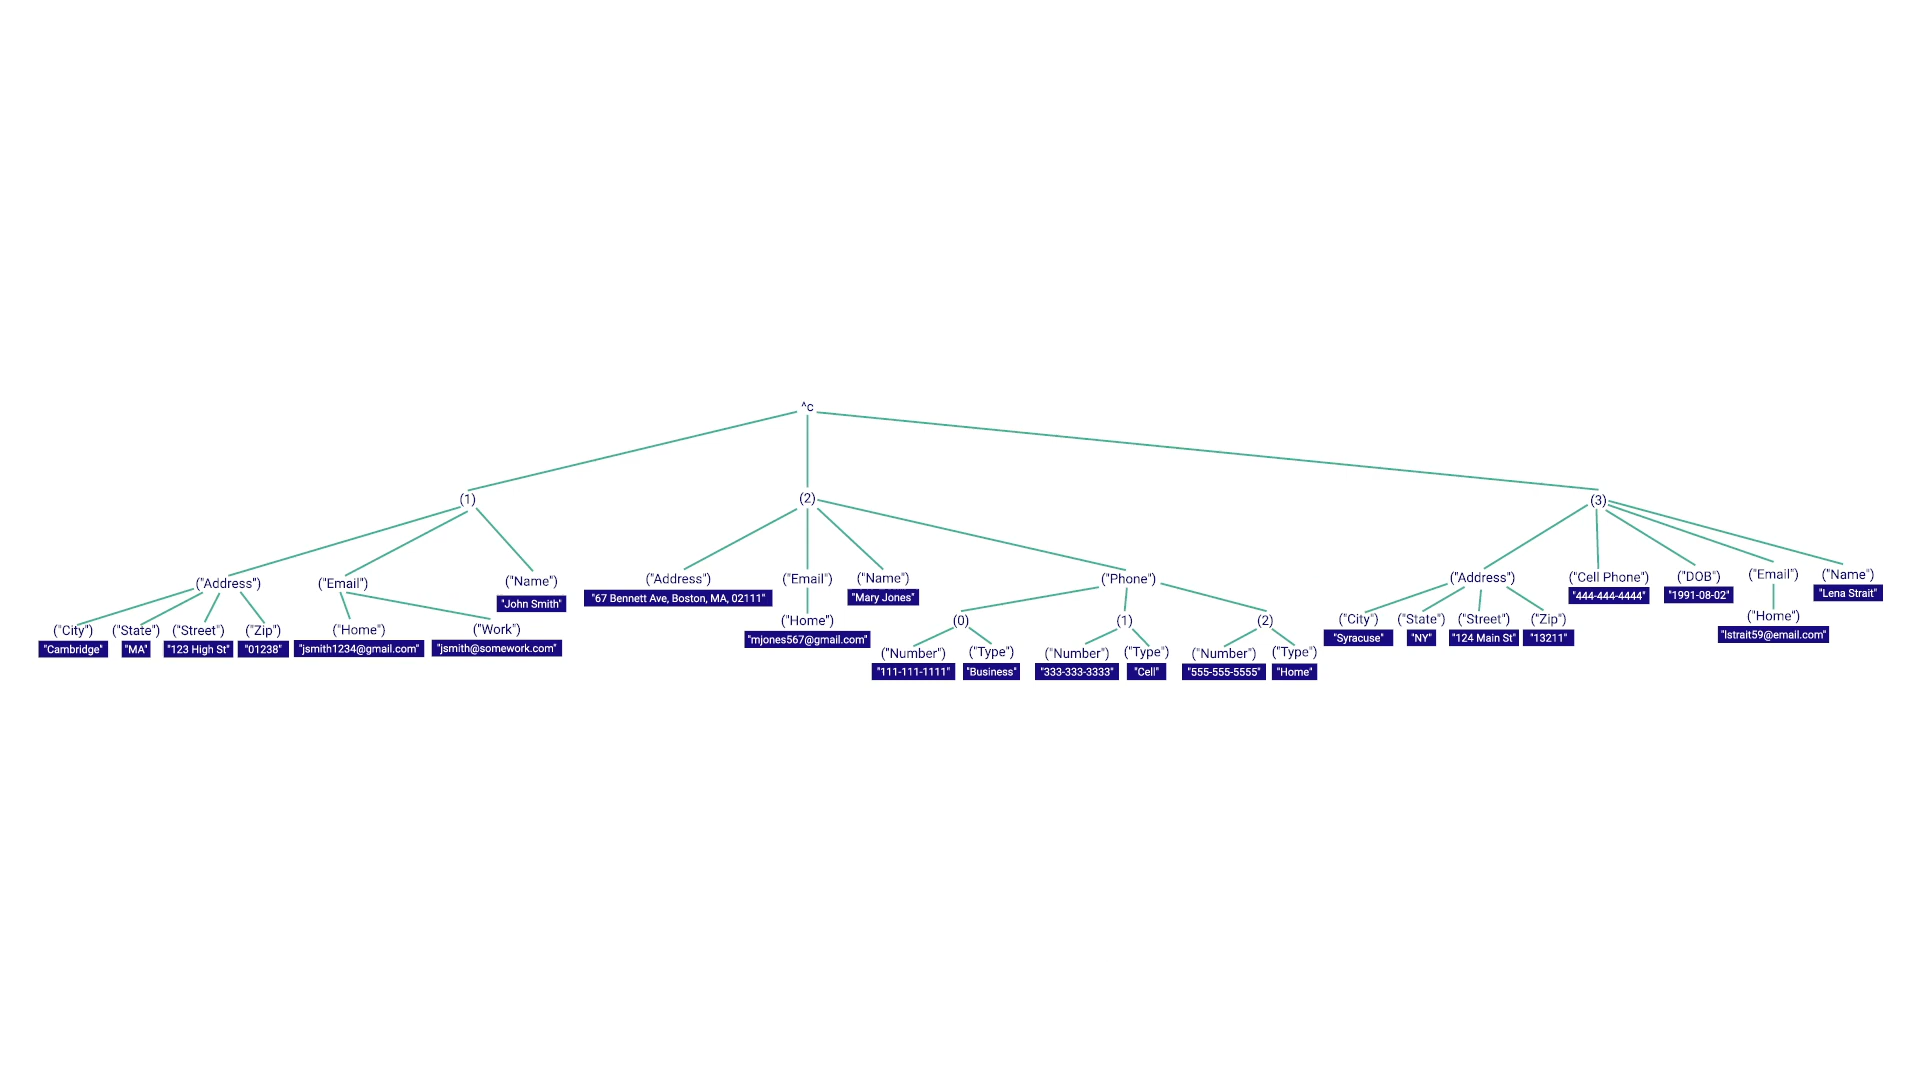 ^c
(1)
(2)
(3)
("Address")
("Email")
("Name")
"John Smith"
("City")
("State")
("Street")
("Zip")
("Home")
("Work")
"Cambridge"
"MA"
"123 High St"
"01238"
"jsmith1234@gmail.com"
"jsmith@somework.com"
("Address")
("Email")
("Name")
("Phone")
"67 Bennett Ave, Boston, MA, 02111"
"Mary Jones"
("Home")
"mjones567@gmail.com"
(0)
(1)
(2)
("Number")
("Type")
("Number")
("Type")
("Number")
("Type")
"111-111-1111"
"Business"
"333-333-3333"
"Cell"
"555-555-5555"
"Home"
("Address")
("Cell Phone")
("DOB")
("Email")
("Name")
"444-444-4444"
"1991-08-02"
"Lena Strait"
("City")
("State")
("Street")
("Zip")
("Home")
"Syracuse"
"NY"
"124 Main St"
"13211"
"lstrait59@email.com"